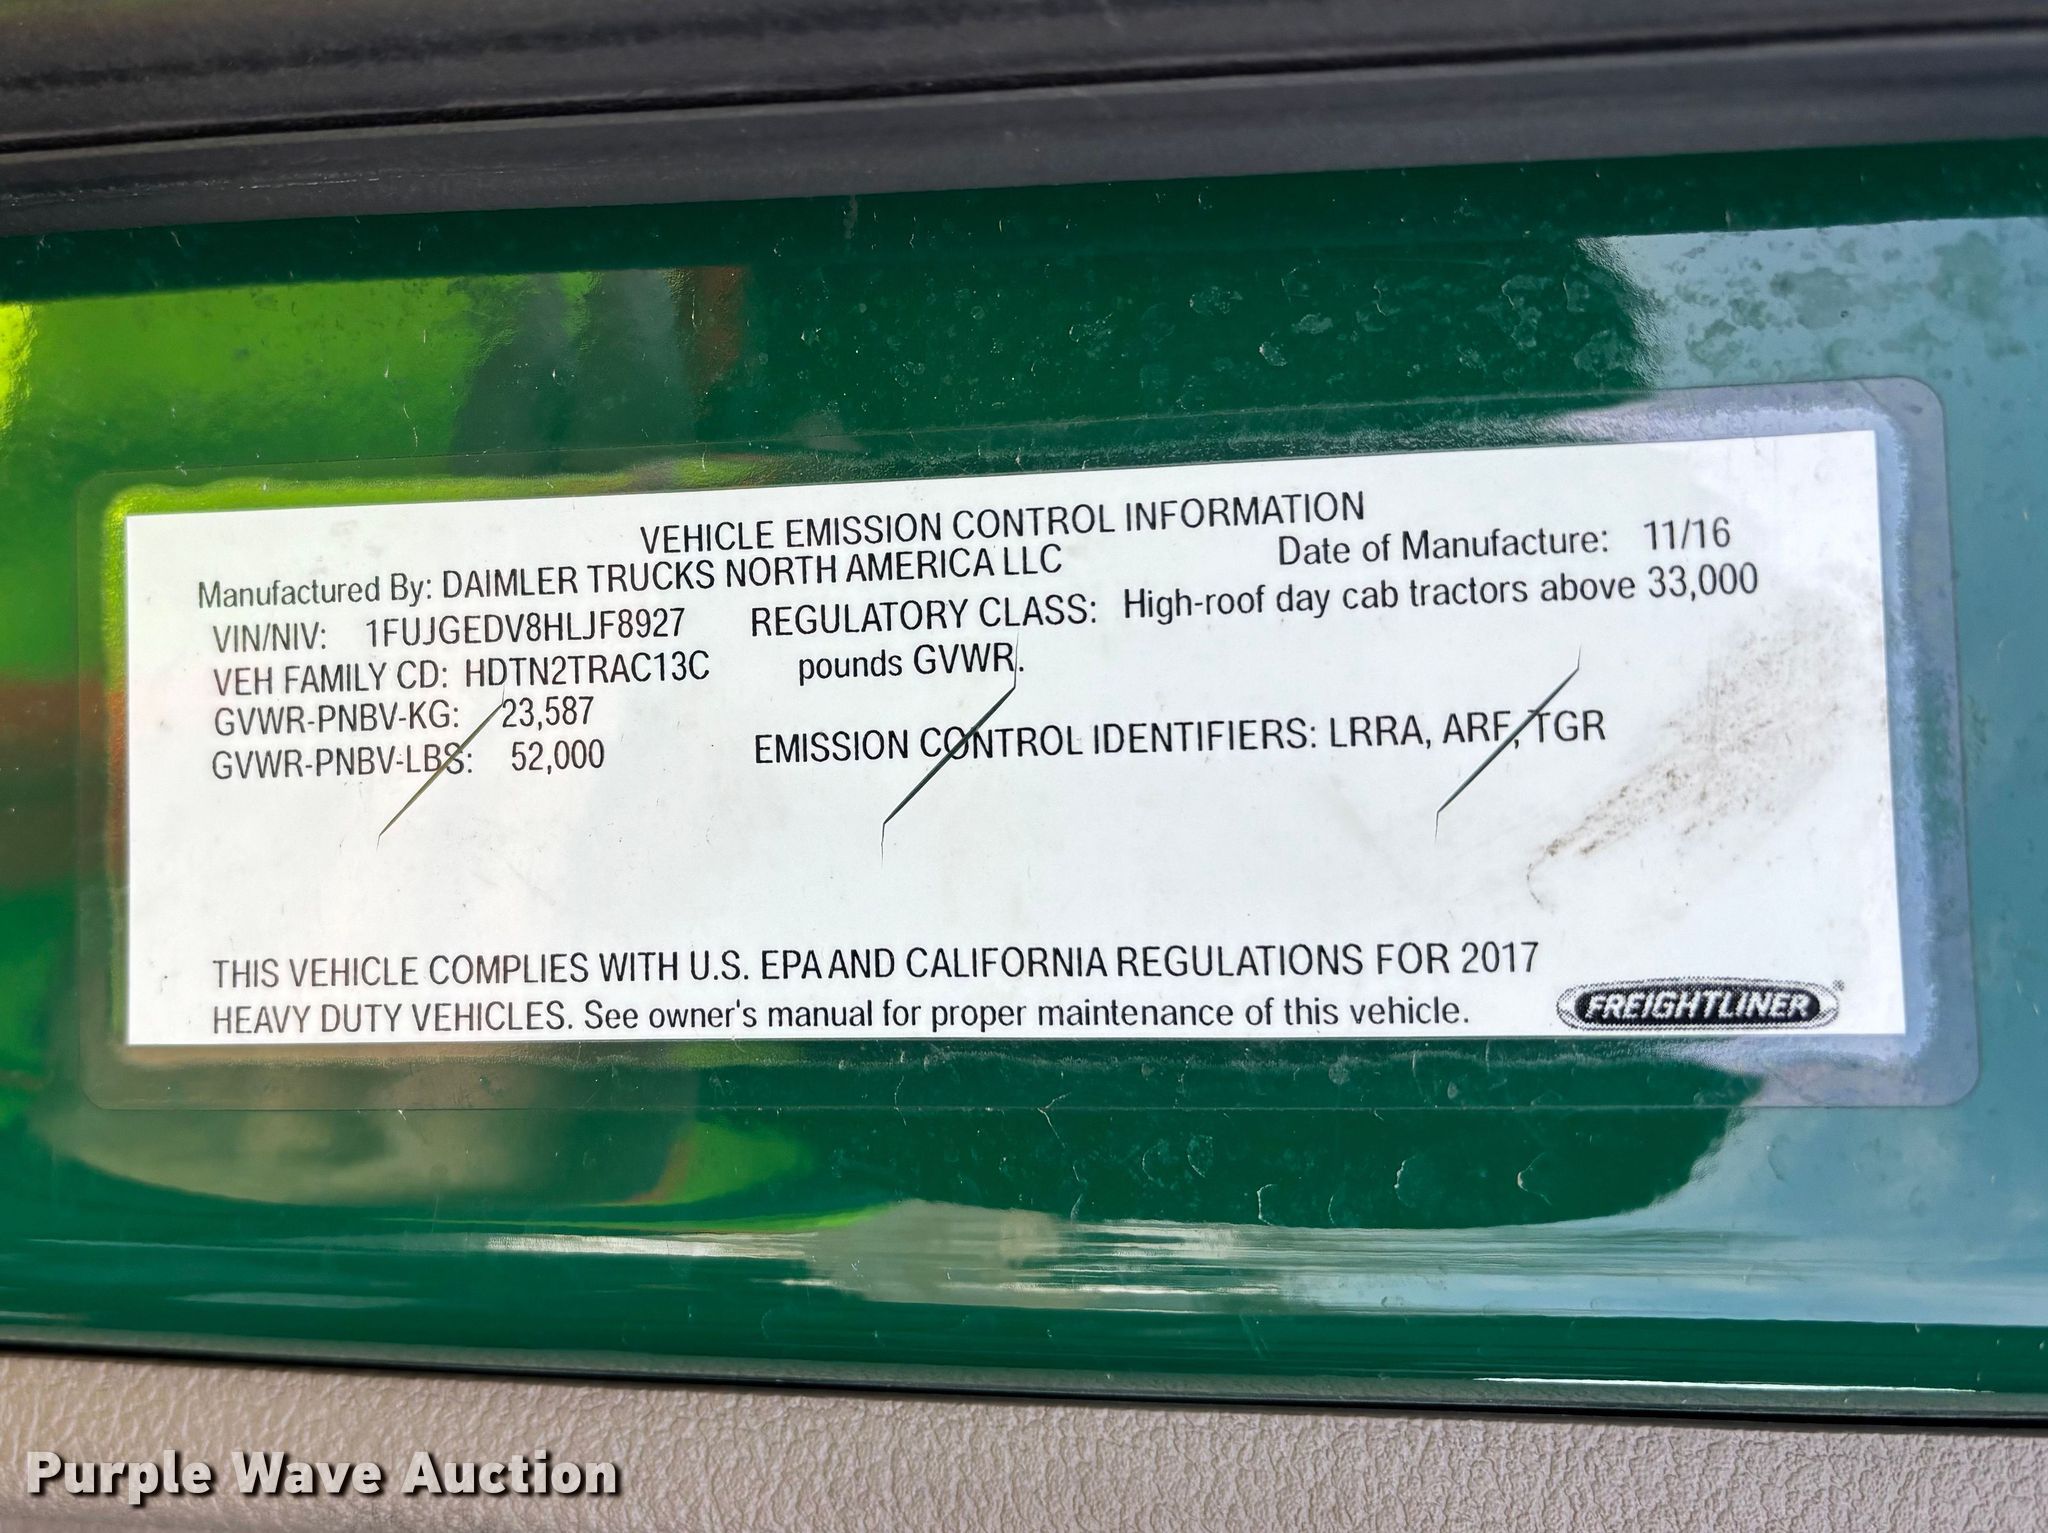 VEHICLE EMISSION CONTROL INFORMATION
Manufactured By: DAIMLER TRUCKS NORTH AMERICA LLC Date of Manufacture: 11/16
VIN/NIV: 1FUJGEDV8HLJF8927 REGULATORY CLASS: High-roof day cab tractors above 33,000
VEH FAMILY CD: HDTN2TRAC13C pounds GVWR.
GVWR-PNBV-KG: 23,587
GVWR-PNBV-LBS: 52,000 EMISSION CONTROL IDENTIFIERS: LRRA, ARF, TGR
THIS VEHICLE COMPLIES WITH U.S. EPA AND CALIFORNIA REGULATIONS FOR 2017
HEAVY DUTY VEHICLES. See owner's manual for proper maintenance of this vehicle.
FREIGHTLINER®
Purple Wave Auction